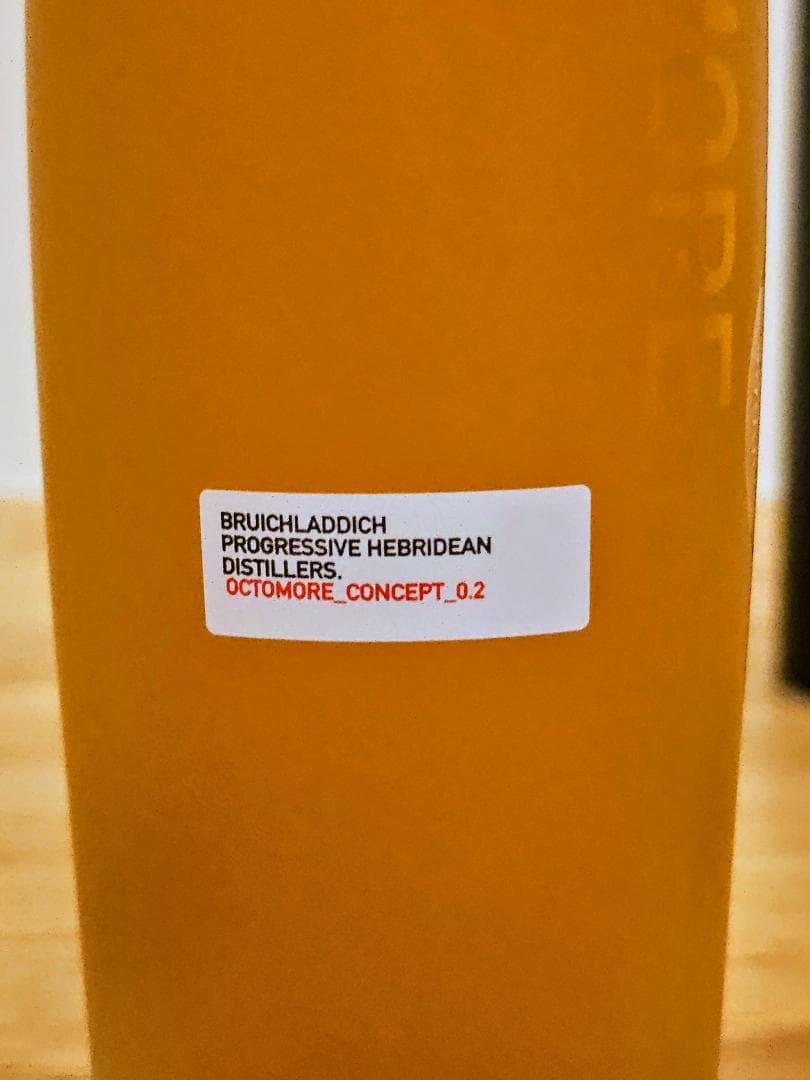 BRUICHLADDICH
PROGRESSIVE HEBRIDEAN
DISTILLERS.
OCTOMORE_CONCEPT_0.2